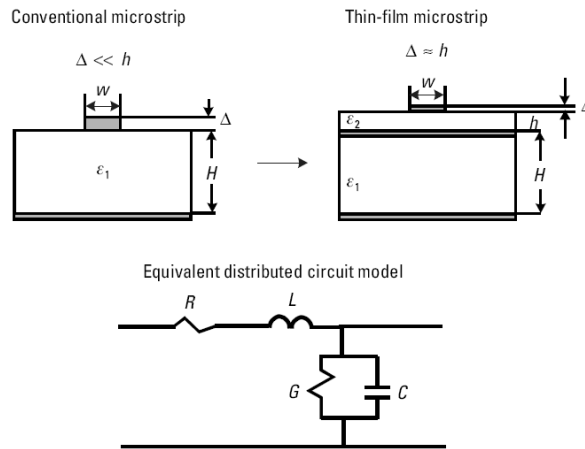 Conventional microstrip
Thin-film microstrip
Δ << h
Δ ≈ h
w
w
Δ
Δ
ε₂
h
ε₁
H
ε₁
H
Equivalent distributed circuit model
R
L
G
C